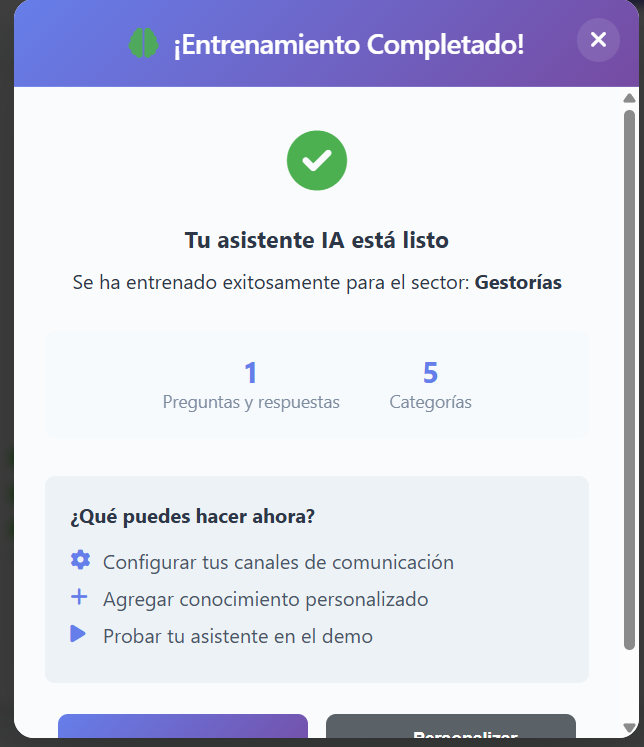 ¡Entrenamiento Completado!
Tu asistente IA está listo
Se ha entrenado exitosamente para el sector: Gestorías
1
Preguntas y respuestas
5
Categorías
¿Qué puedes hacer ahora?
Configurar tus canales de comunicación
Agregar conocimiento personalizado
Probar tu asistente en el demo
Personalizar